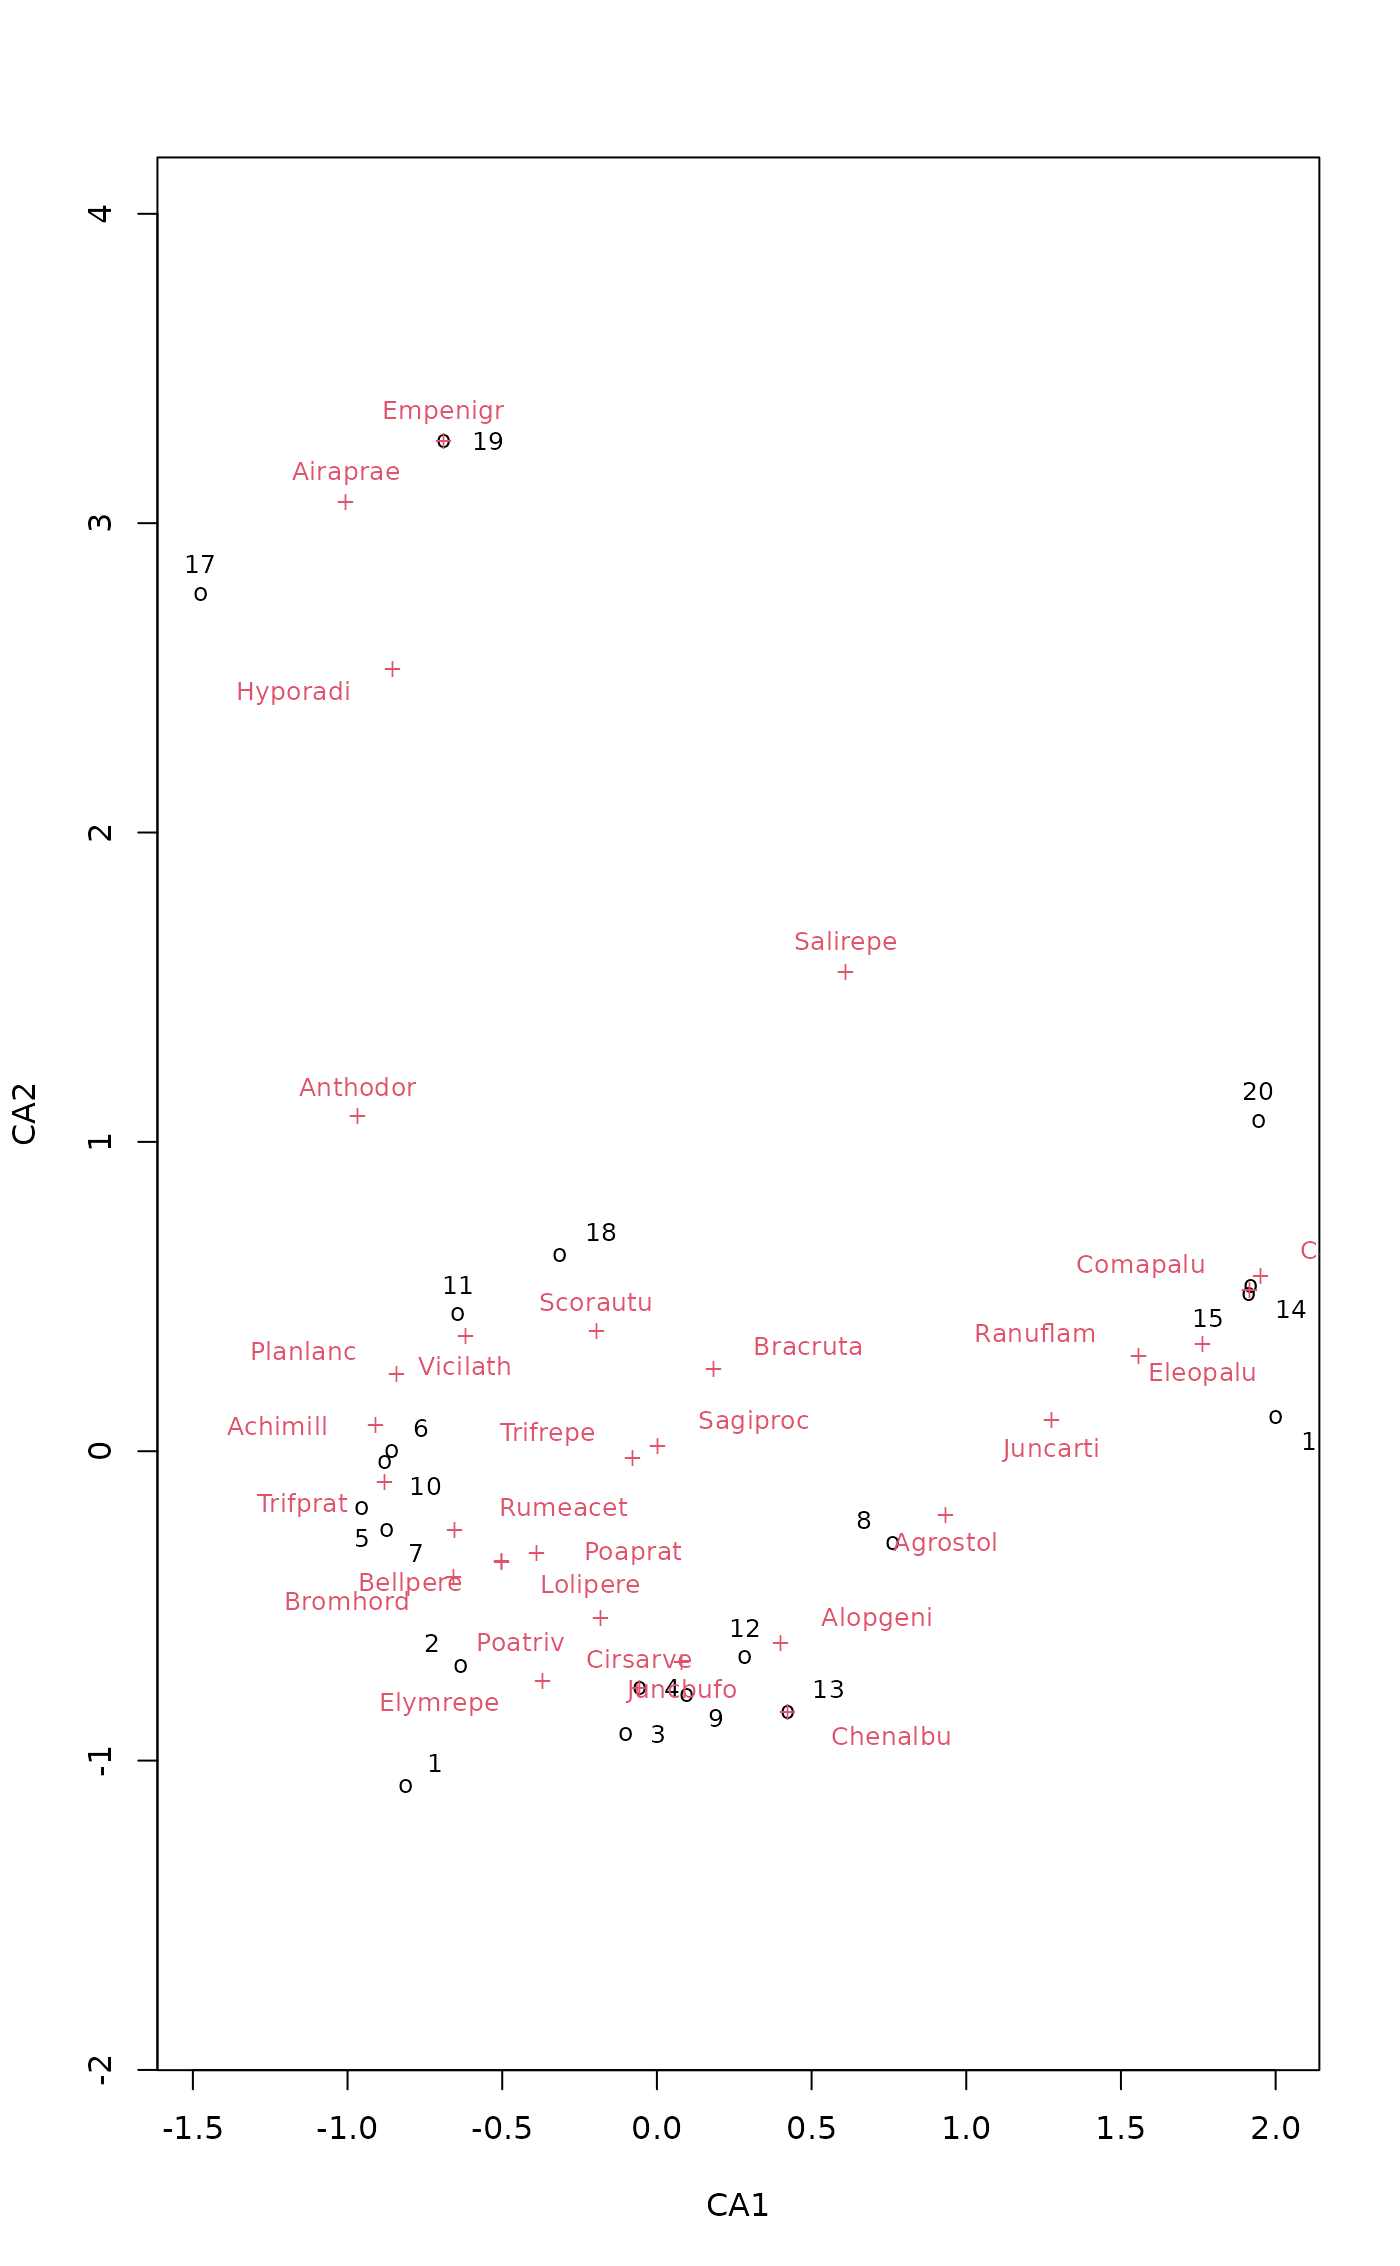 4
Empenigr
19
Airaprae
3
17
Hyporadi
2
Salirepe
Anthodor
20
CA2
1
18
C
Comapalu
11
Scorautu
14
15
Ranuflam
Bracruta
Planlanc
Vicilath
Eleopalu
Sagiproc
Achimill
6
Trifrepe
1
0
Juncarti
10
Trifprat
Rumeacet
8
5
Agrostol
7
Poaprat
Bellpere
Lolipere
Bromhord
Alopgeni
12
2
Poatriv
Cirsarve
4
Juncbufo
13
Elymrepe
9
3
Chenalbu
-1
1
-2
-1.5 -1.0 -0.5 0.0 0.5 1.0 1.5 2.0
CA1